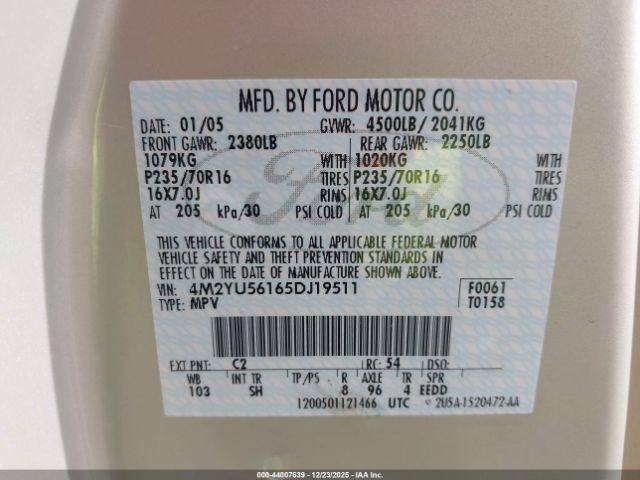 MFD. BY FORD MOTOR CO.
DATE: 01/05 GVWR: 4500LB/ 2041KG
FRONT GAWR: 2380LB REAR GAWR: 2250LB
1079KG WITH 1020KG WITH
P235/70R16 TIRES P235/70R16 TIRES
16X7.0J RIMS 16X7.0J RIMS
AT 205 kPa/30 PSI COLD AT 205 kPa/30 PSI COLD
Ford
THIS VEHICLE CONFORMS TO ALL APPLICABLE FEDERAL MOTOR
VEHICLE SAFETY AND THEFT PREVENTION STANDARDS IN
EFFECT ON THE DATE OF MANUFACTURE SHOWN ABOVE.
VIN: 4M2YU56165DJ19511 F0061
TYPE: MPV T0158
EXT PNT: C2 RC: 54 DSO:
WB INT TR TP/PS R AXLE TR SPR
103 SH 8 96 4 EEDD
1200501121466 UTC 2U5A-1520472-AA
000-44007639 - 12/23/2025 - IAA Inc.